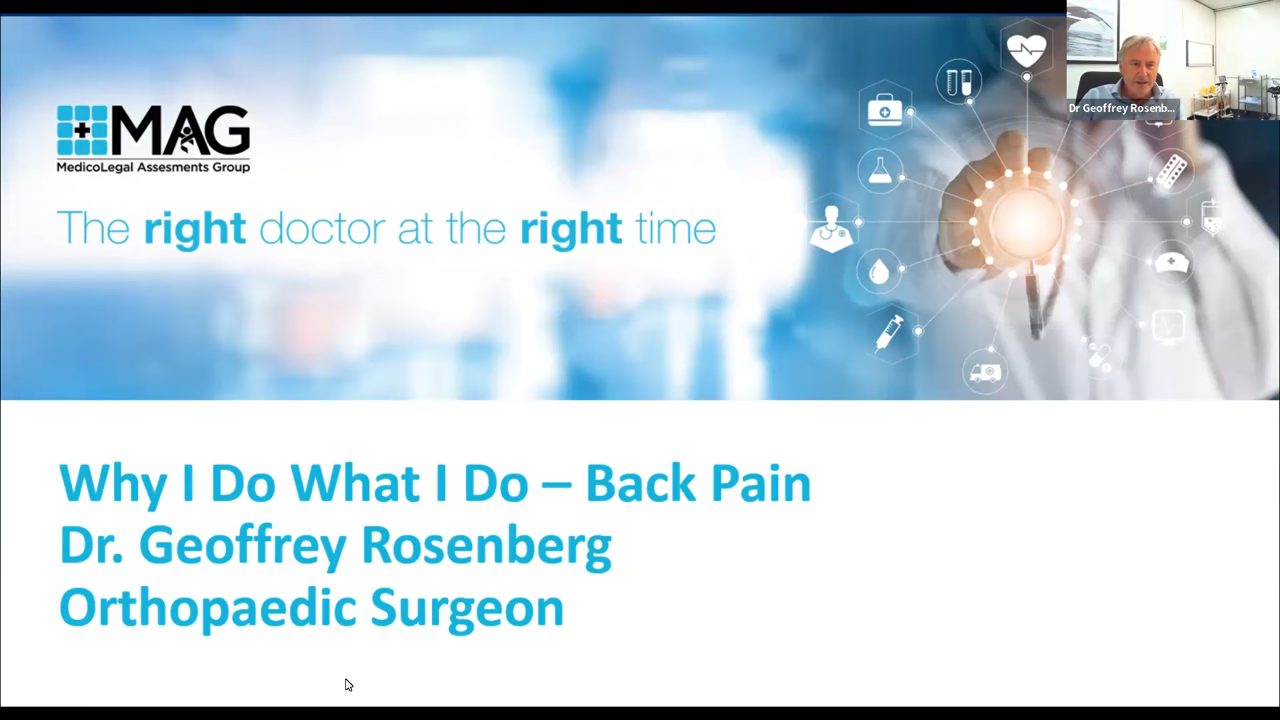 MAG
MedicoLegal Assesments Group
The right doctor at the right time
Dr Geoffrey Rosenb...
Why I Do What I Do – Back Pain
Dr. Geoffrey Rosenberg
Orthopaedic Surgeon